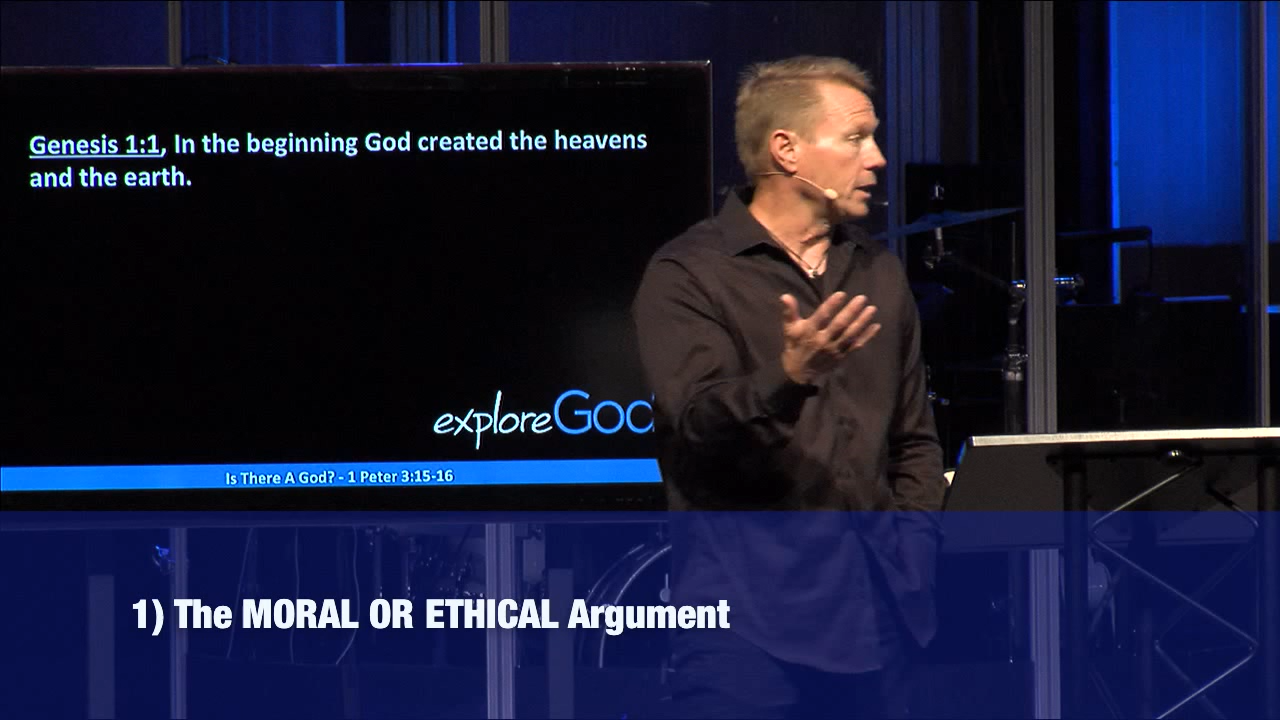 Genesis 1:1, In the beginning God created the heavens
and the earth.
exploreGod
Is There A God? - 1 Peter 3:15-16
1) The MORAL OR ETHICAL Argument